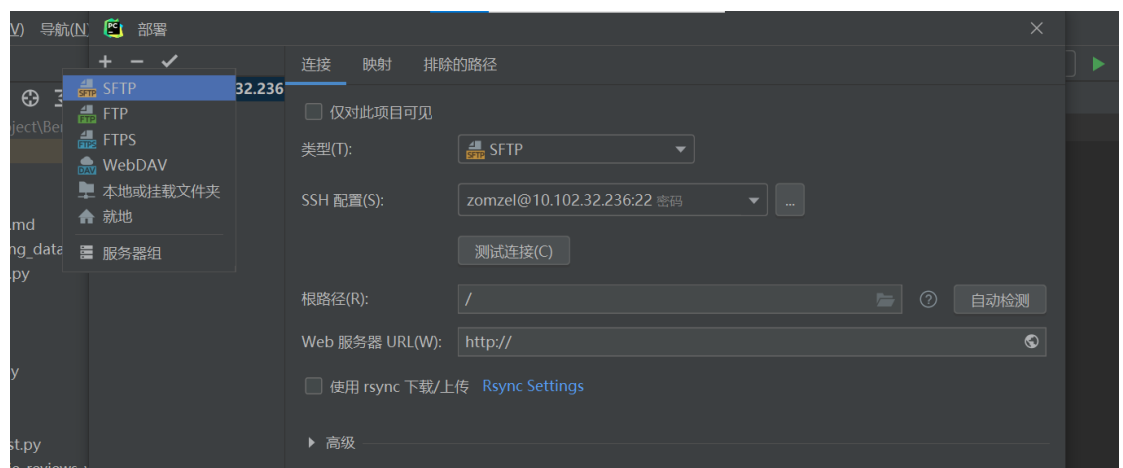 V) 导航(N) 部署
连接 映射 排除的路径
SFTP
32.236
FTP
仅对此项目可见
ject\Be
FTPS
类型(T): SFTP
WebDAV
本地或挂载文件夹
SSH 配置(S): zomzel@10.102.32.236:22 密码 ...
就地
.md
ng_data
服务器组
测试连接(C)
.py
根路径(R): / 自动检测
Web 服务器 URL(W): http://
y
使用 rsync 下载/上传 Rsync Settings
高级
st.py